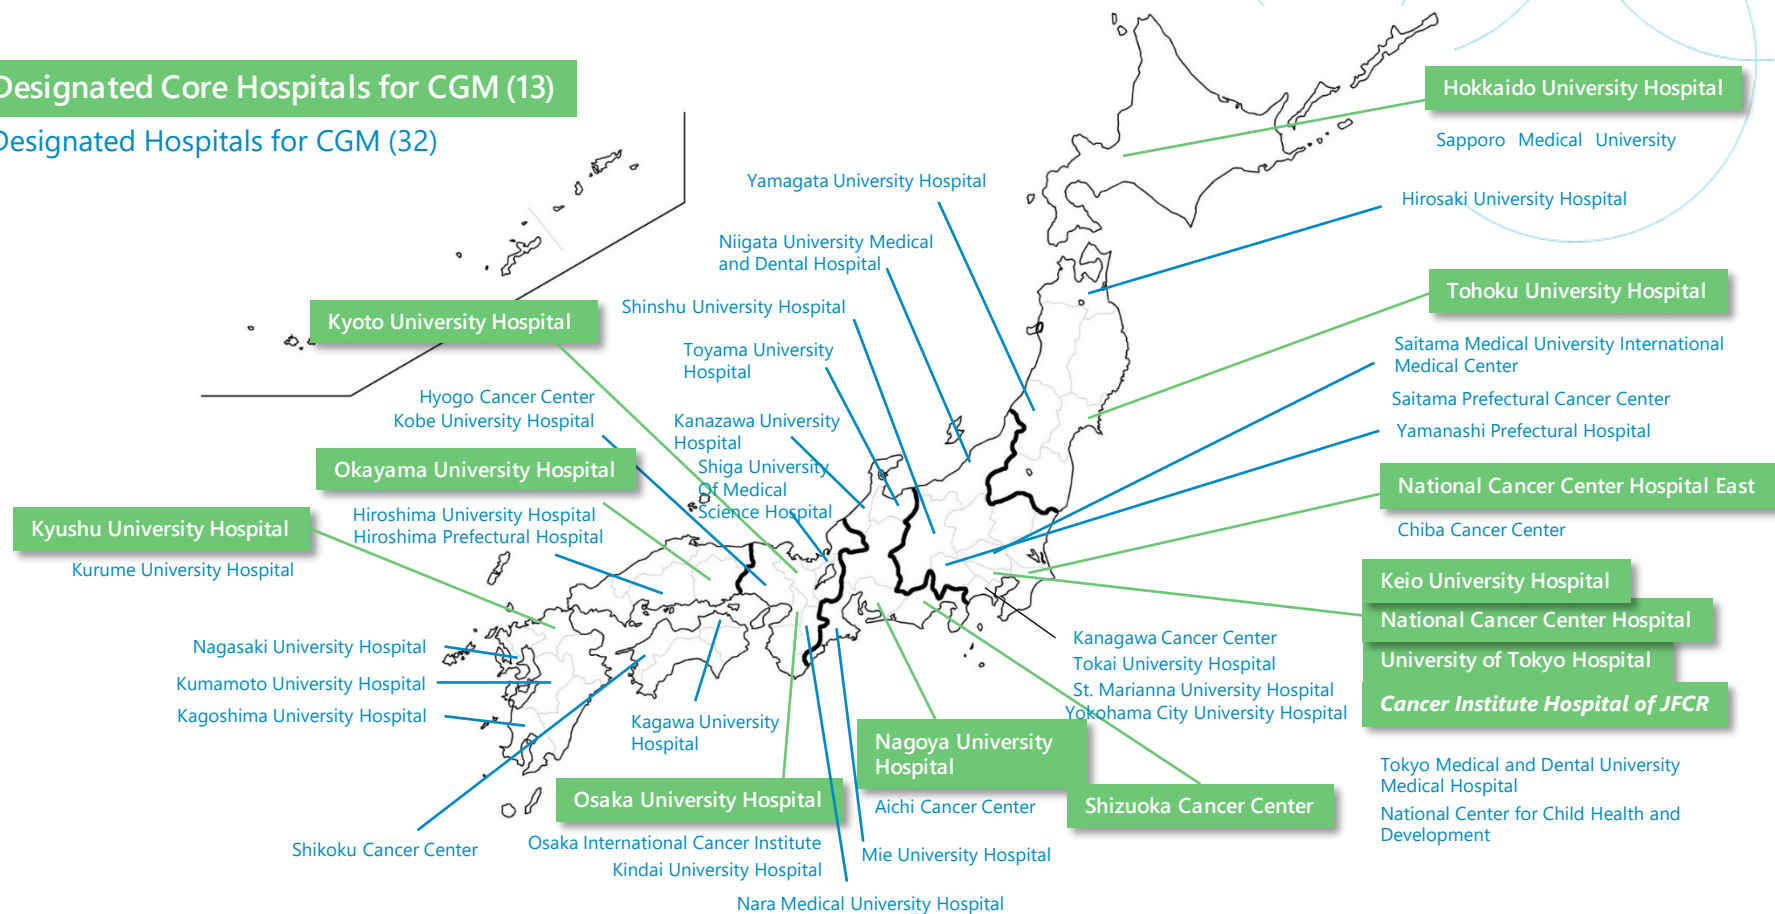 Designated Core Hospitals for CGM (13)
Designated Hospitals for CGM (32)
Hokkaido University Hospital
Sapporo Medical University
Yamagata University Hospital
Hirosaki University Hospital
Niigata University Medical
and Dental Hospital
Tohoku University Hospital
Shinshu University Hospital
Kyoto University Hospital
Toyama University
Hospital
Saitama Medical University International
Medical Center
Saitama Prefectural Cancer Center
Yamanashi Prefectural Hospital
Hyogo Cancer Center
Kobe University Hospital
Kanazawa University
Hospital
Shiga University
Of Medical
Science Hospital
Okayama University Hospital
Hiroshima University Hospital
Hiroshima Prefectural Hospital
National Cancer Center Hospital East
Chiba Cancer Center
Kyushu University Hospital
Kurume University Hospital
Keio University Hospital
National Cancer Center Hospital
University of Tokyo Hospital
Cancer Institute Hospital of JFCR
Tokyo Medical and Dental University
Medical Hospital
National Center for Child Health and
Development
Kanagawa Cancer Center
Tokai University Hospital
St. Marianna University Hospital
Yokohama City University Hospital
Nagasaki University Hospital
Kumamoto University Hospital
Kagoshima University Hospital
Kagawa University
Hospital
Nagoya University
Hospital
Aichi Cancer Center
Shizuoka Cancer Center
Osaka University Hospital
Osaka International Cancer Institute
Kindai University Hospital
Shikoku Cancer Center
Mie University Hospital
Nara Medical University Hospital